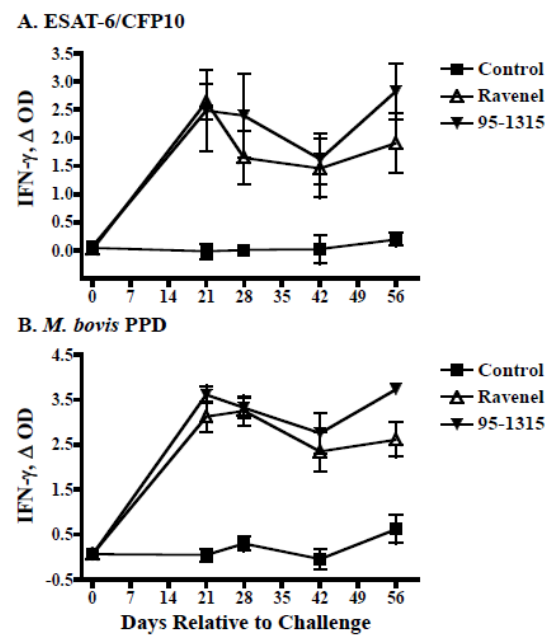 A. ESAT-6/CFP10
IFN-γ, Δ OD
3.5
3.0
2.5
2.0
1.5
1.0
0.5
0.0
0 7 14 21 28 35 42 49 56
Control
Ravenel
95-1315
B. M. bovis PPD
IFN-γ, Δ OD
4.5
3.5
2.5
1.5
0.5
-0.5
0 7 14 21 28 35 42 49 56
Control
Ravenel
95-1315
Days Relative to Challenge